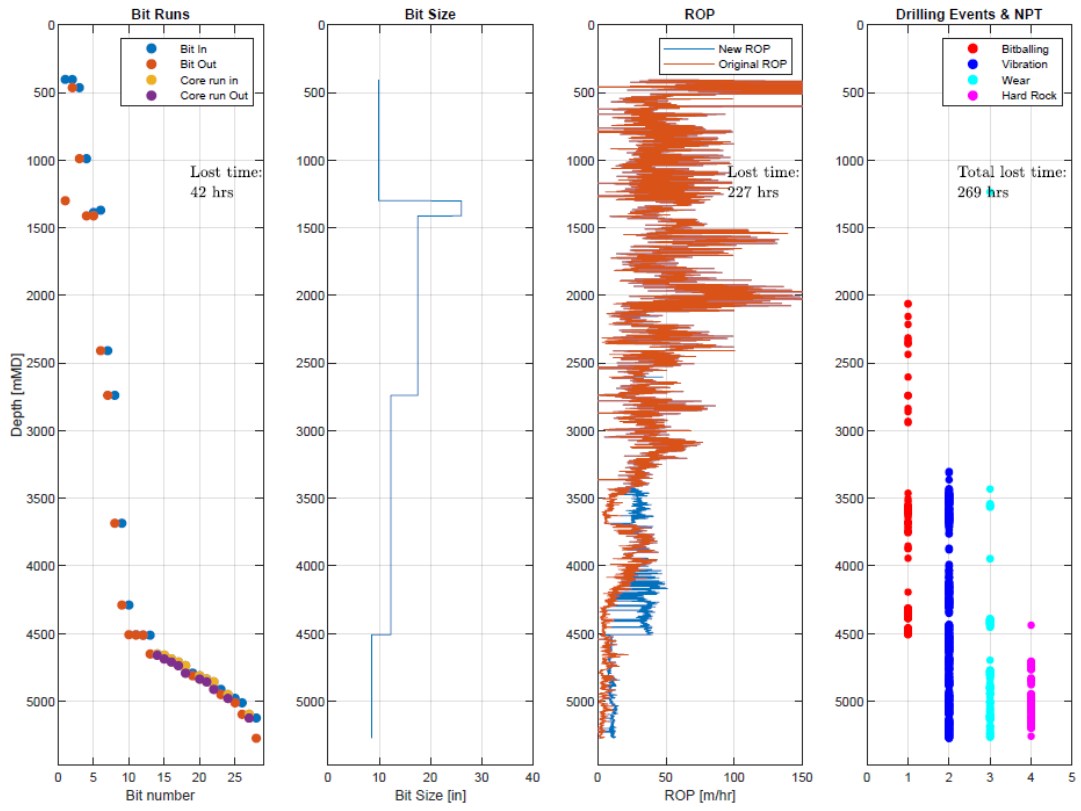 Bit Runs
Bit Size
ROP
Drilling Events & NPT
Bit In
Bit Out
Core run in
Core run Out
New ROP
Original ROP
Bitballing
Vibration
Wear
Hard Rock
Lost time:
42 hrs
Lost time:
227 hrs
Total lost time:
269 hrs
Depth [mMD]
0
500
1000
1500
2000
2500
3000
3500
4000
4500
5000
0
500
1000
1500
2000
2500
3000
3500
4000
4500
5000
0
500
1000
1500
2000
2500
3000
3500
4000
4500
5000
0
500
1000
1500
2000
2500
3000
3500
4000
4500
5000
0 5 10 15 20 25
0 10 20 30 40
0 50 100 150
0 1 2 3 4 5
Bit number
Bit Size [in]
ROP [m/hr]